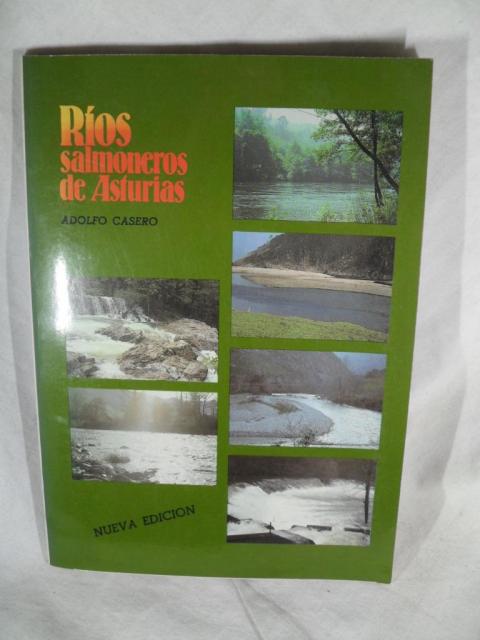 Ríos
salmoneros
de Asturias
ADOLFO CASERO
NUEVA EDICION